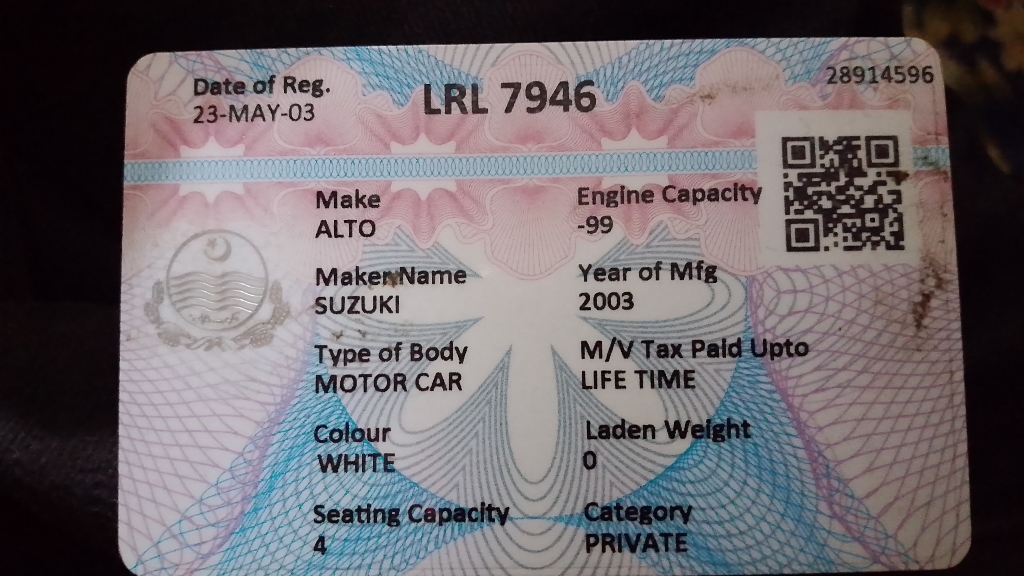 Date of Reg.
23-MAY-03
LRL 7946
28914596
Make
ALTO
Engine Capacity
-99
Maker Name
SUZUKI
Year of Mfg
2003
Type of Body
MOTOR CAR
M/V Tax Paid Upto
LIFE TIME
Colour
WHITE
Laden Weight
0
Seating Capacity
4
Category
PRIVATE